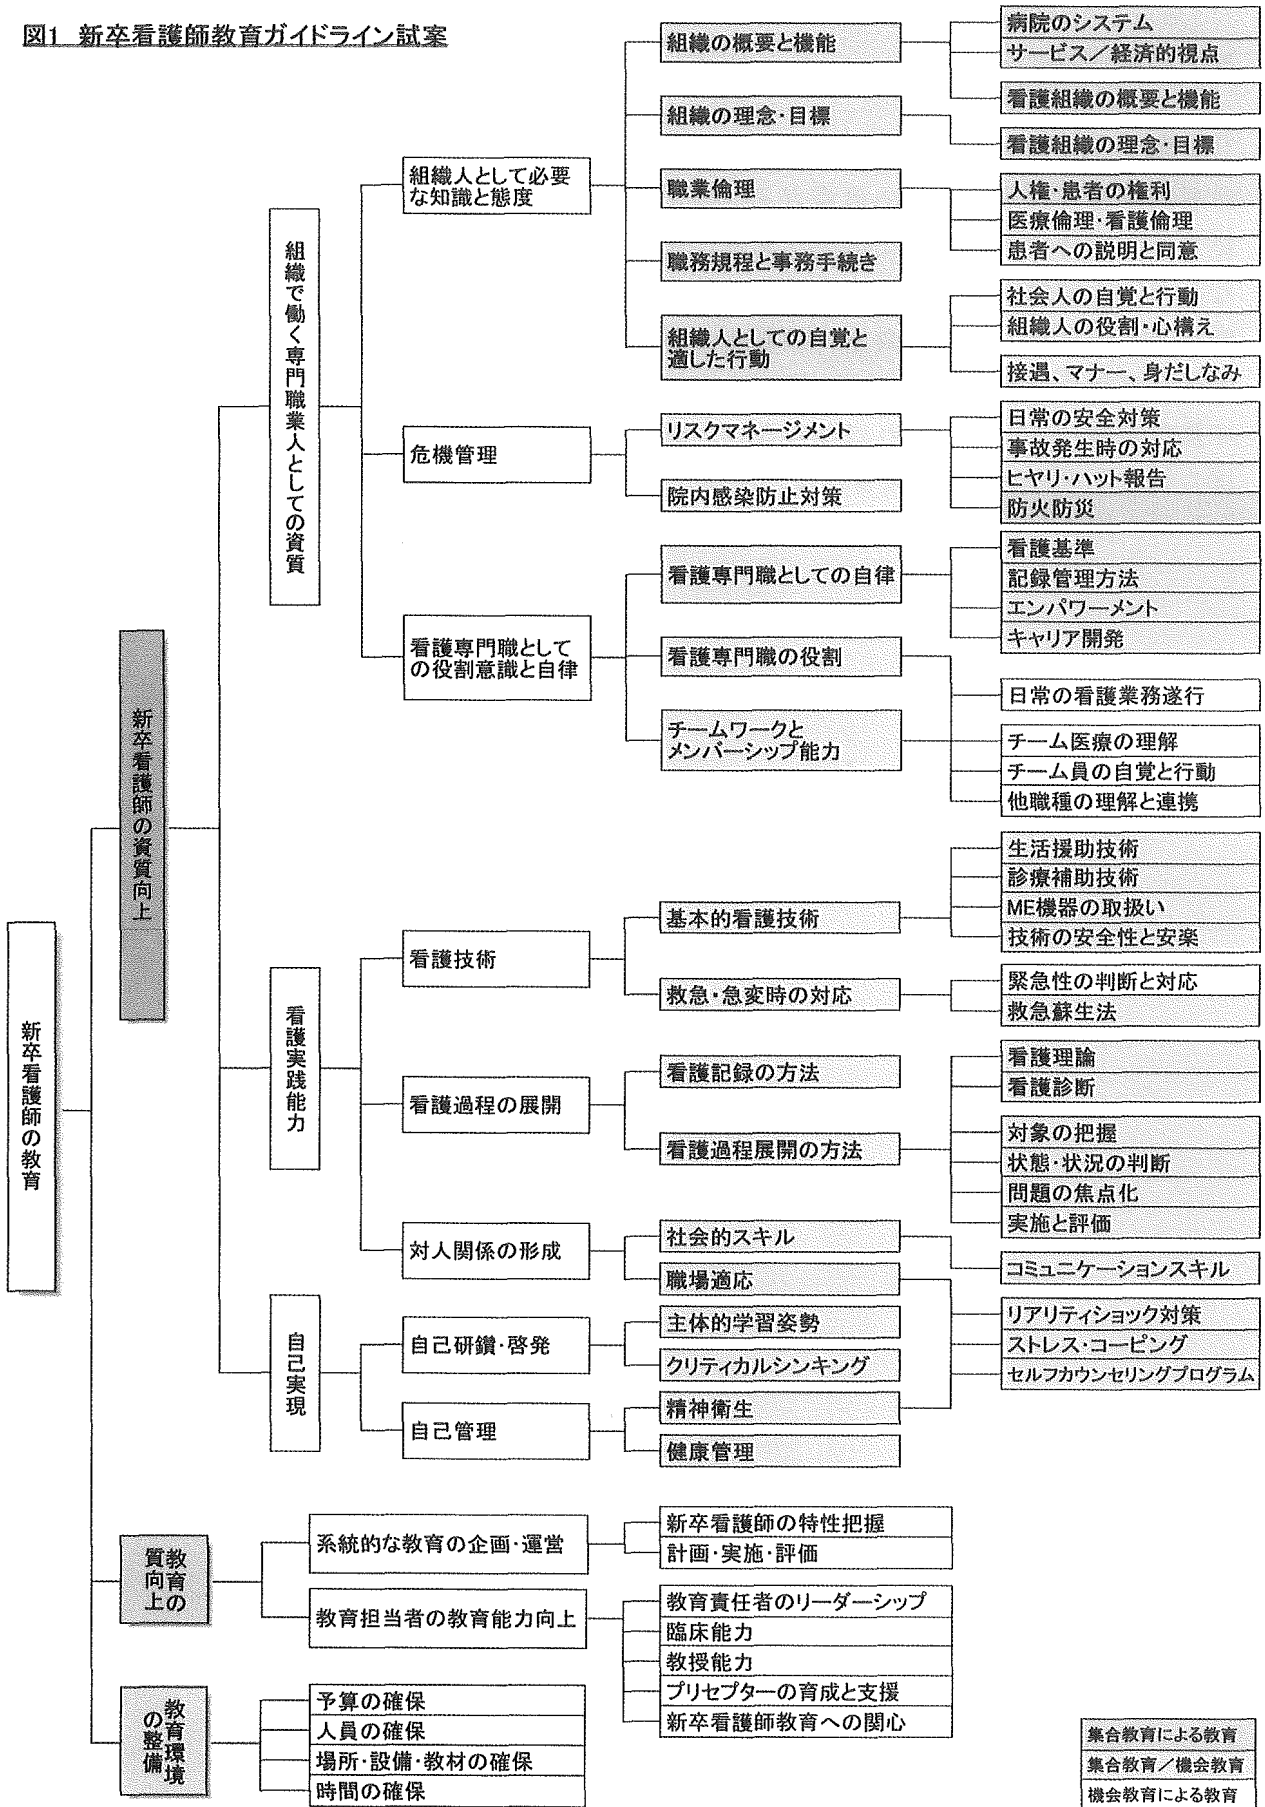 図1 新卒看護師教育ガイドライン試案
新卒看護師の教育
新卒看護師の資質向上
組織で働く専門職業人としての資質
組織人として必要
な知識と態度
組織の概要と機能
病院のシステム
サービス／経済的視点
看護組織の概要と機能
組織の理念・目標
看護組織の理念・目標
職業倫理
人権・患者の権利
医療倫理・看護倫理
患者への説明と同意
職務規程と事務手続き
組織人としての自覚と
適した行動
社会人の自覚と行動
組織人の役割・心構え
接遇、マナー、身だしなみ
危機管理
リスクマネージメント
日常の安全対策
事故発生時の対応
ヒヤリ・ハット報告
防火防災
院内感染防止対策
看護専門職として
の役割意識と自律
看護専門職としての自律
看護基準
記録管理方法
エンパワーメント
キャリア開発
看護専門職の役割
チームワークと
メンバーシップ能力
日常の看護業務遂行
チーム医療の理解
チーム員の自覚と行動
他職種の理解と連携
看護実践能力
看護技術
基本的看護技術
生活援助技術
診療補助技術
ME機器の取扱い
技術の安全性と安楽
救急・急変時の対応
緊急性の判断と対応
救急蘇生法
看護過程の展開
看護記録の方法
看護過程展開の方法
看護理論
看護診断
対象の把握
状態・状況の判断
問題の焦点化
実施と評価
対人関係の形成
社会的スキル
コミュニケーションスキル
職場適応
リアリティショック対策
ストレス・コーピング
セルフカウンセリングプログラム
自己実現
自己研鑽・啓発
主体的学習姿勢
クリティカルシンキング
自己管理
精神衛生
健康管理
教育の
質向上
系統的な教育の企画・運営
新卒看護師の特性把握
計画・実施・評価
教育担当者の教育能力向上
教育責任者のリーダーシップ
臨床能力
教授能力
プリセプターの育成と支援
新卒看護師教育への関心
教育環境
の整備
予算の確保
人員の確保
場所・設備・教材の確保
時間の確保
集合教育による教育
集合教育／機会教育
機会教育による教育